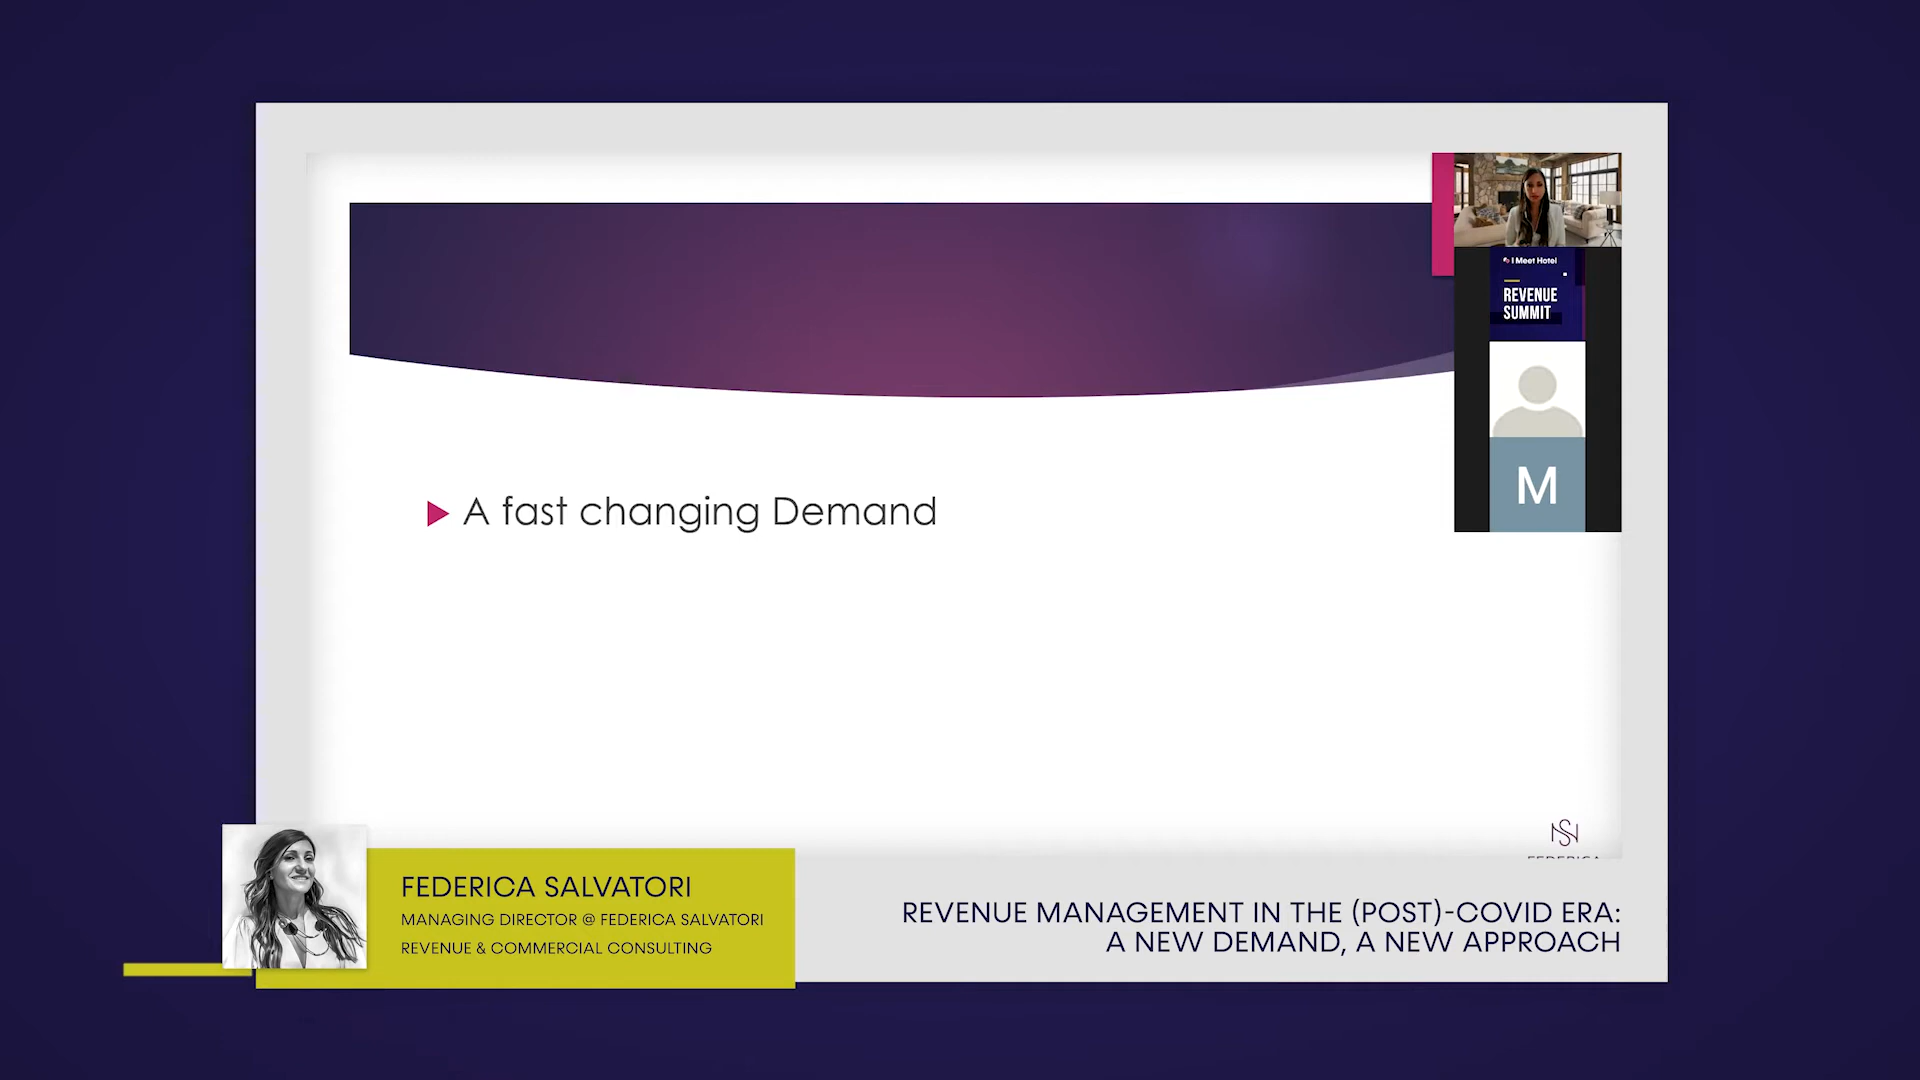 I Meet Hotel
REVENUE
SUMMIT
M
A fast changing Demand
FEDERICA
FEDERICA SALVATORI
MANAGING DIRECTOR @ FEDERICA SALVATORI
REVENUE & COMMERCIAL CONSULTING
REVENUE MANAGEMENT IN THE (POST)-COVID ERA:
A NEW DEMAND, A NEW APPROACH